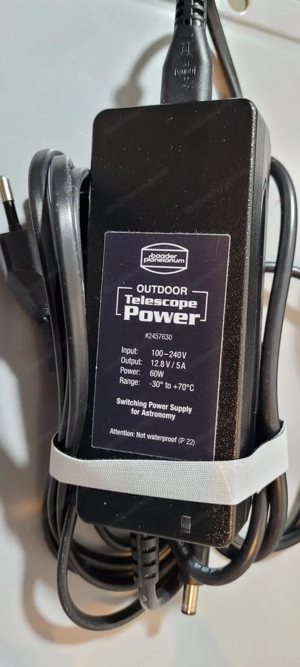 baader
planetarium
OUTDOOR
Telescope
Power
#2457630
Input: 100–240V
Output: 12.8V / 5A
Power: 60W
Range: -30° to +70°C
Switching Power Supply
for Astronomy
Attention: Not waterproof (IP 22)